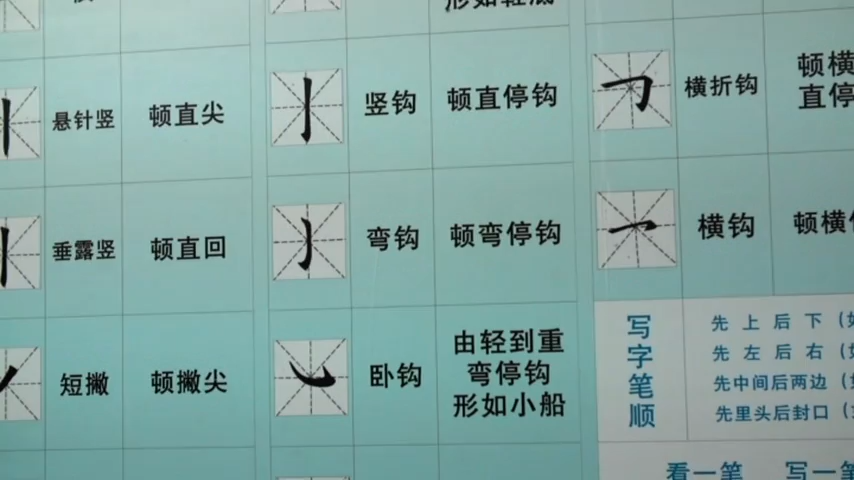 悬针竖 顿直尖
垂露竖 顿直回
短撇 顿撇尖
竖钩 顿直停钩
弯钩 顿弯停钩
卧钩 由轻到重
弯停钩
形如小船
横折钩 顿横
直停
横钩 顿横
写字笔顺
先上后下(
先左后右(
先中间后两边(
先里头后封口(
看一笔 写一笔